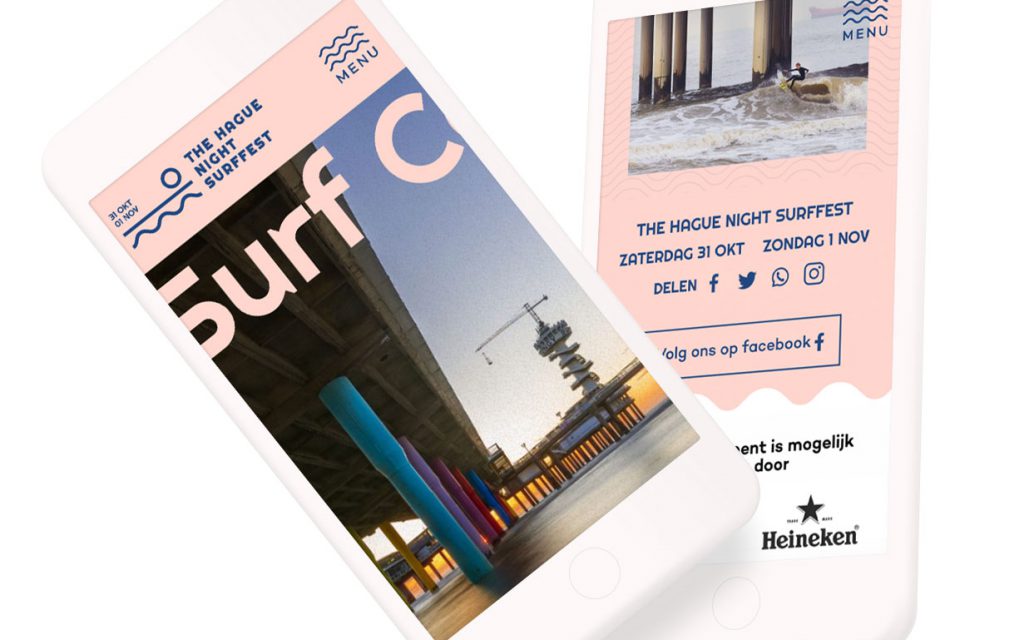 MENU
THE HAGUE
NIGHT
SURFFEST
31 OKT
01 NOV
Surf C
MENU
THE HAGUE NIGHT SURFFEST
ZATERDAG 31 OKT ZONDAG 1 NOV
DELEN
Volg ons op facebook
is mogelijk
door
Heineken